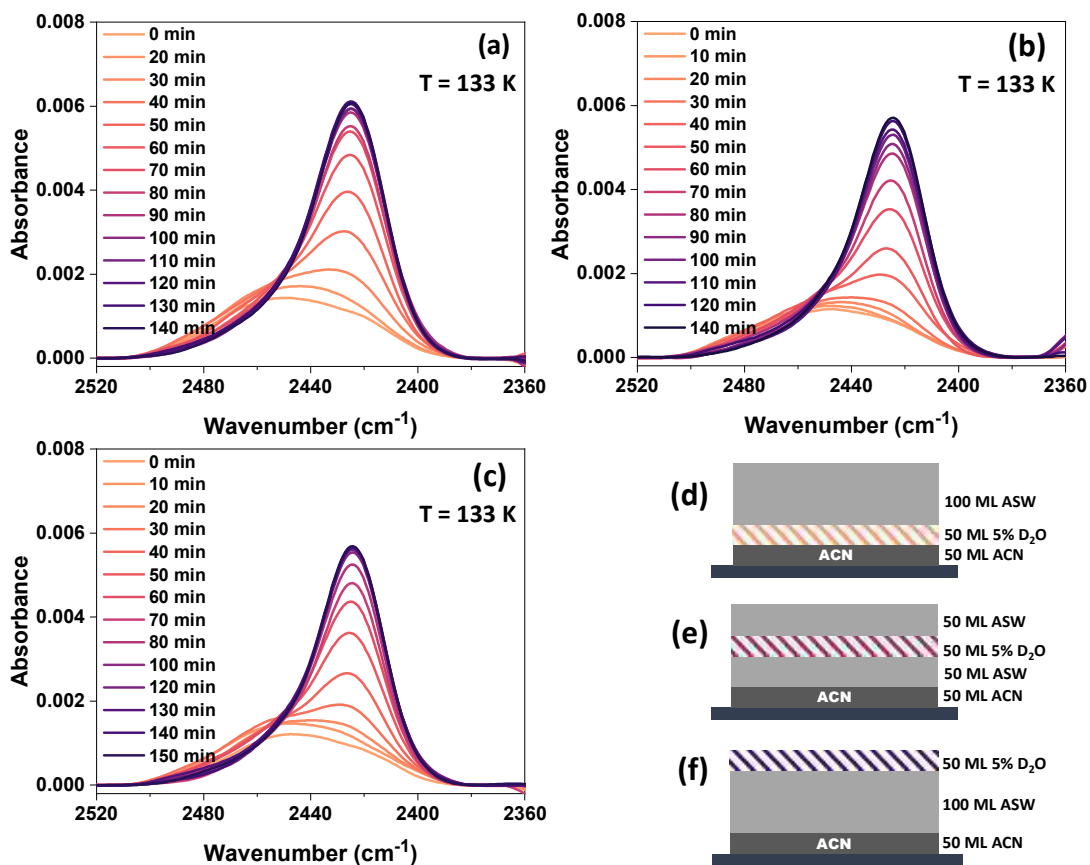 0.008
0.006
0.004
0.002
0.000
Absorbance
0 min
20 min
30 min
40 min
50 min
60 min
70 min
80 min
90 min
100 min
110 min
120 min
130 min
140 min
(a)
T = 133 K
2520 2480 2440 2400 2360
Wavenumber (cm⁻¹)
0.008
0.006
0.004
0.002
0.000
Absorbance
0 min
10 min
20 min
30 min
40 min
50 min
60 min
70 min
80 min
90 min
100 min
110 min
120 min
140 min
(b)
T = 133 K
2520 2480 2440 2400 2360
Wavenumber (cm⁻¹)
0.008
0.006
0.004
0.002
0.000
Absorbance
0 min
10 min
20 min
30 min
40 min
50 min
60 min
70 min
80 min
100 min
120 min
130 min
140 min
150 min
(c)
T = 133 K
2520 2480 2440 2400 2360
Wavenumber (cm⁻¹)
(d)
100 ML ASW
50 ML 5% D₂O
ACN
50 ML ACN
(e)
50 ML ASW
50 ML 5% D₂O
50 ML ASW
ACN
50 ML ACN
(f)
50 ML 5% D₂O
100 ML ASW
ACN
50 ML ACN